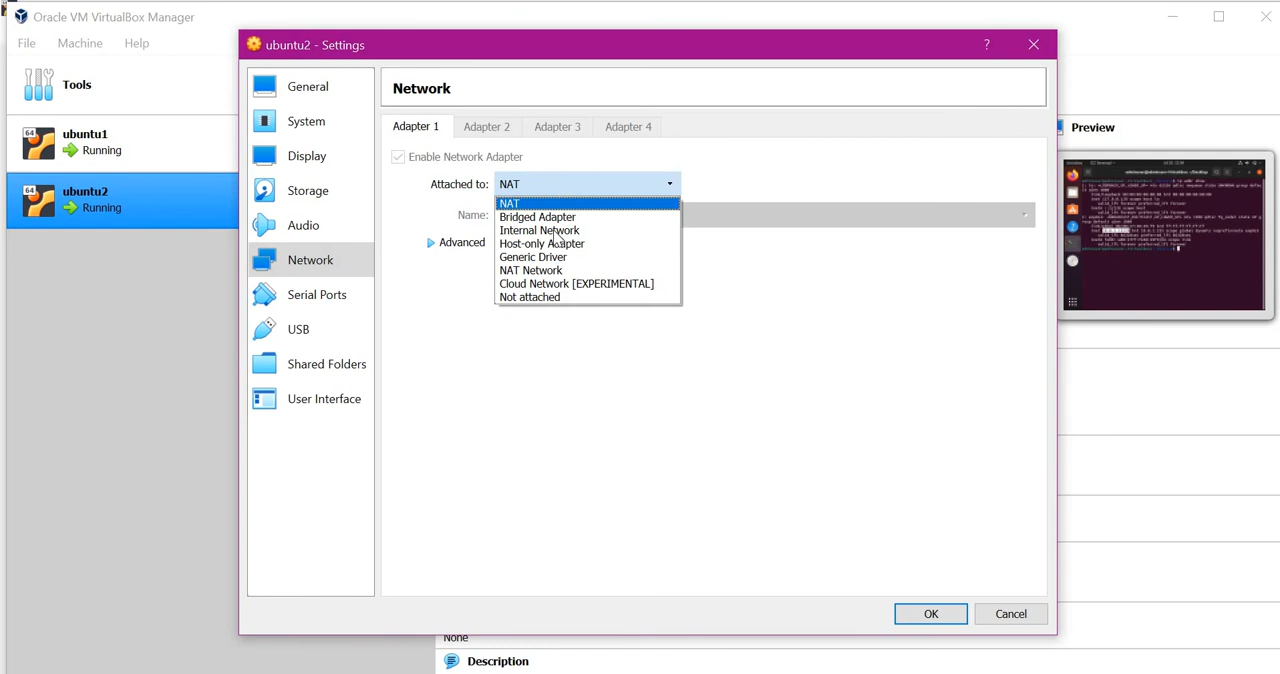 Oracle VM VirtualBox Manager
File Machine Help
Tools
64 ubuntu1
Running
64 ubuntu2
Running
ubuntu2 - Settings
?
General
System
Display
Storage
Audio
Network
Serial Ports
USB
Shared Folders
User Interface
Network
Adapter 1 Adapter 2 Adapter 3 Adapter 4
Enable Network Adapter
Attached to: NAT
NAT
Bridged Adapter
Internal Network
Host-only Adapter
Generic Driver
NAT Network
Cloud Network [EXPERIMENTAL]
Not attached
Name:
Advanced
OK Cancel
Preview
None
Description